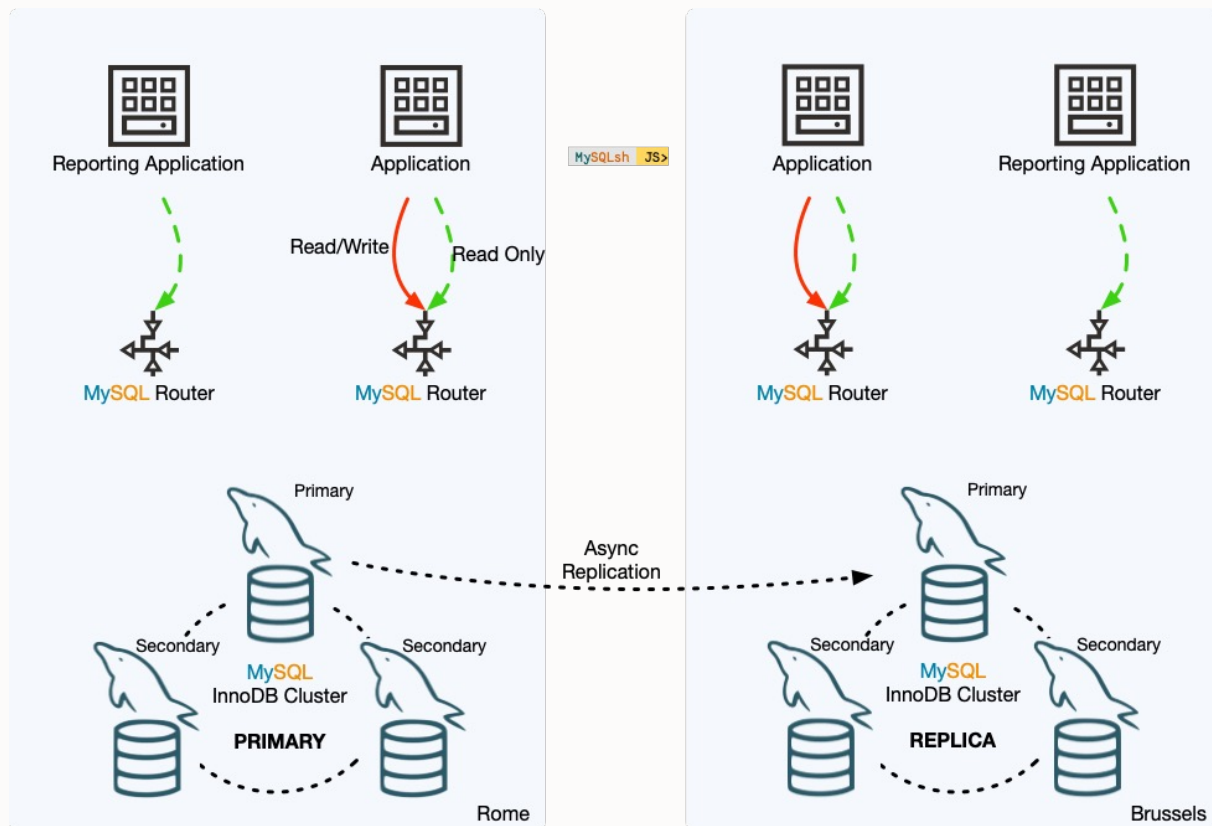 Reporting Application
Application
MySQLsh JS>
Application
Reporting Application
Read/Write
Read Only
MySQL Router
MySQL Router
MySQL Router
MySQL Router
Primary
Primary
Async
Replication
Secondary
Secondary
Secondary
Secondary
MySQL
InnoDB Cluster
PRIMARY
MySQL
InnoDB Cluster
REPLICA
Rome
Brussels